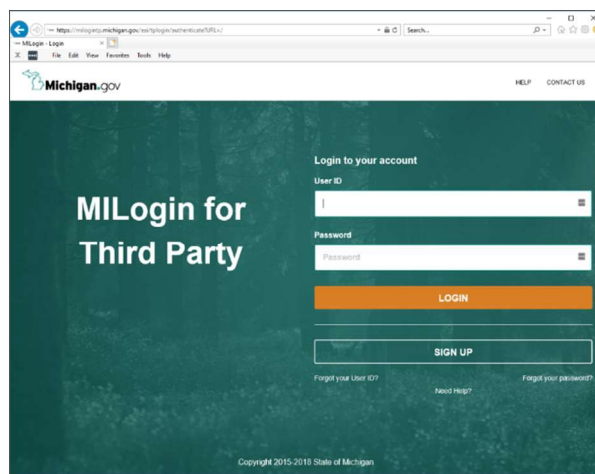 https://milogintp.michigan.gov/eai/tplogin/authenticate?URL=/
Search...
MILogin - Login
File Edit View Favorites Tools Help
Michigan.gov
HELP CONTACT US
Login to your account
User ID
MILogin for
Third Party
Password
Password
LOGIN
SIGN UP
Forgot your User ID? Forgot your password?
Need Help?
Copyright 2015-2018 State of Michigan